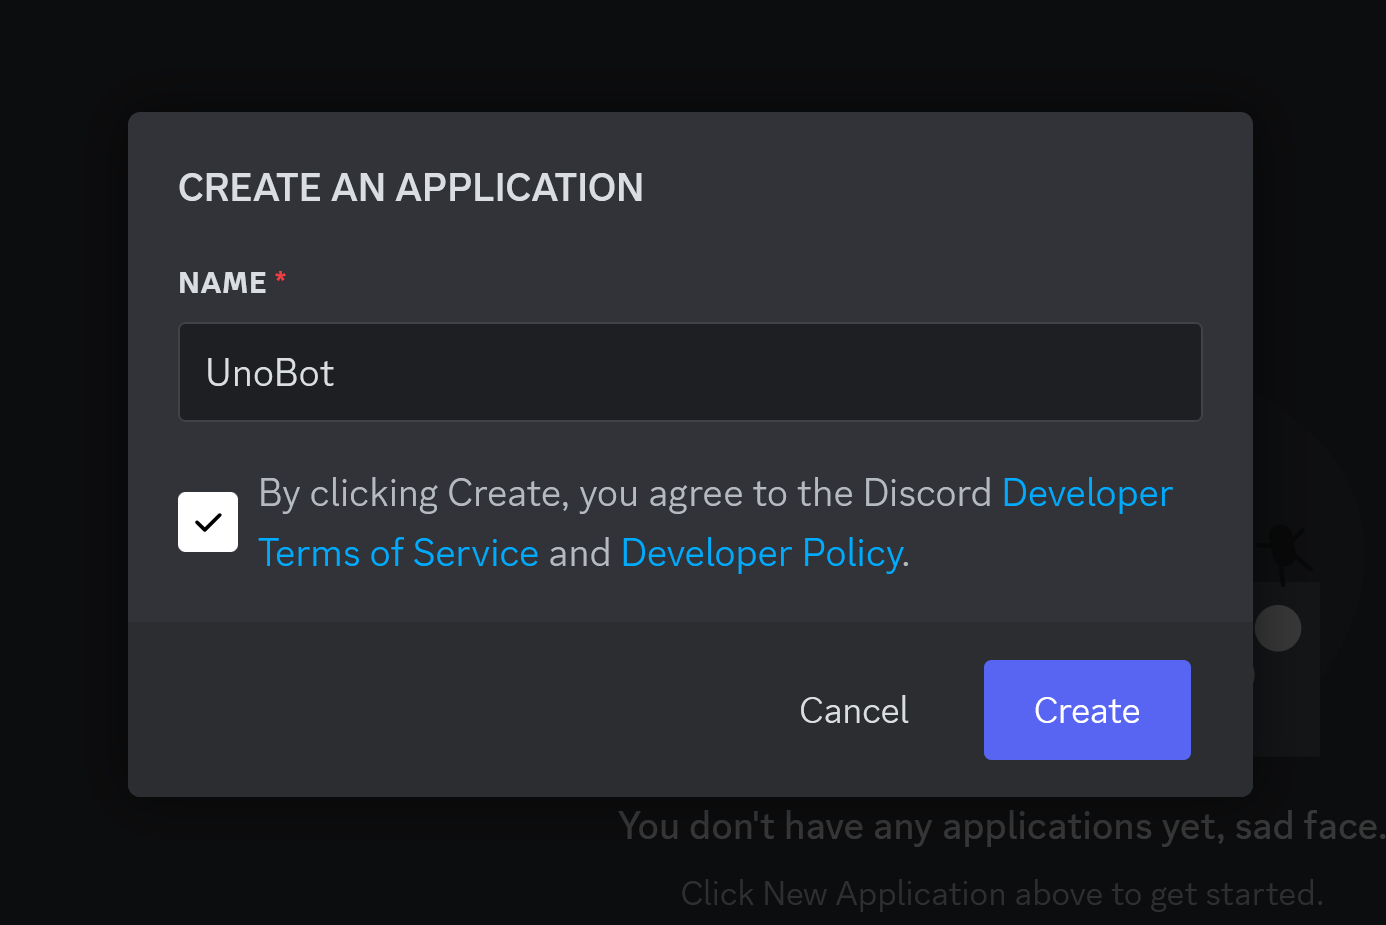 CREATE AN APPLICATION
NAME *
UnoBot
By clicking Create, you agree to the Discord Developer
Terms of Service and Developer Policy.
Cancel
Create
You don't have any applications yet, sad face.
Click New Application above to get started.